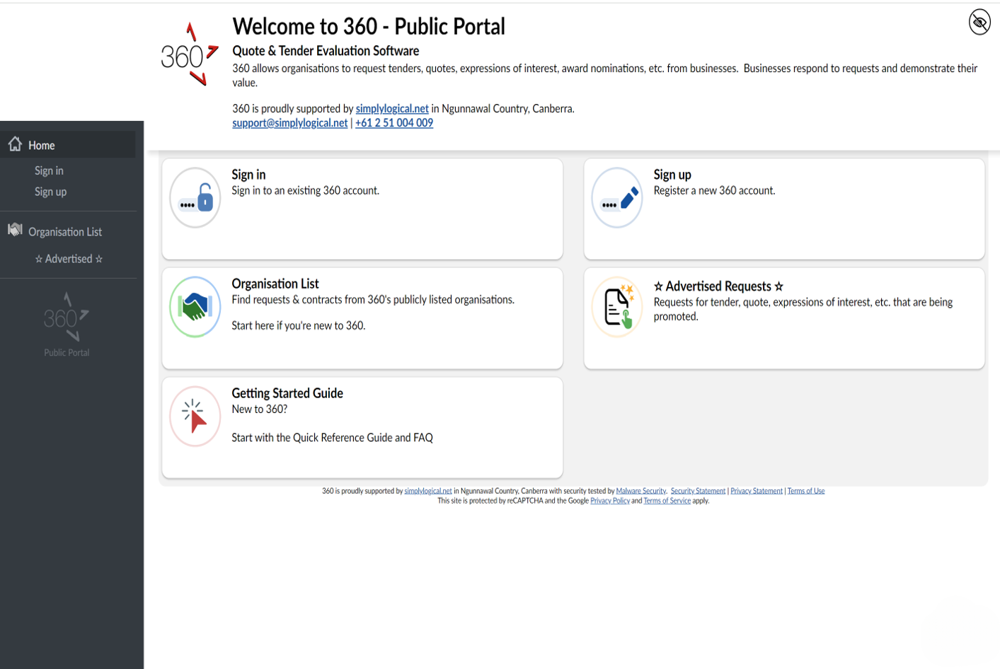 360
Welcome to 360 - Public Portal
Quote & Tender Evaluation Software
360 allows organisations to request tenders, quotes, expressions of interest, award nominations, etc. from businesses.  Businesses respond to requests and demonstrate their
value.
360 is proudly supported by simplylogical.net in Ngunnawal Country, Canberra.
support@simplylogical.net | +61 2 51 004 009
Home
Sign in
Sign up
Organisation List
☆ Advertised ☆
360
Public Portal
Sign in
Sign in to an existing 360 account.
Sign up
Register a new 360 account.
Organisation List
Find requests & contracts from 360's publicly listed organisations.
Start here if you're new to 360.
☆ Advertised Requests ☆
Requests for tender, quote, expressions of interest, etc. that are being
promoted.
Getting Started Guide
New to 360?
Start with the Quick Reference Guide and FAQ
360 is proudly supported by simplylogical.net in Ngunnawal Country, Canberra with security tested by Malware Security.  Security Statement | Privacy Statement | Terms of Use
This site is protected by reCAPTCHA and the Google Privacy Policy and Terms of Service apply.